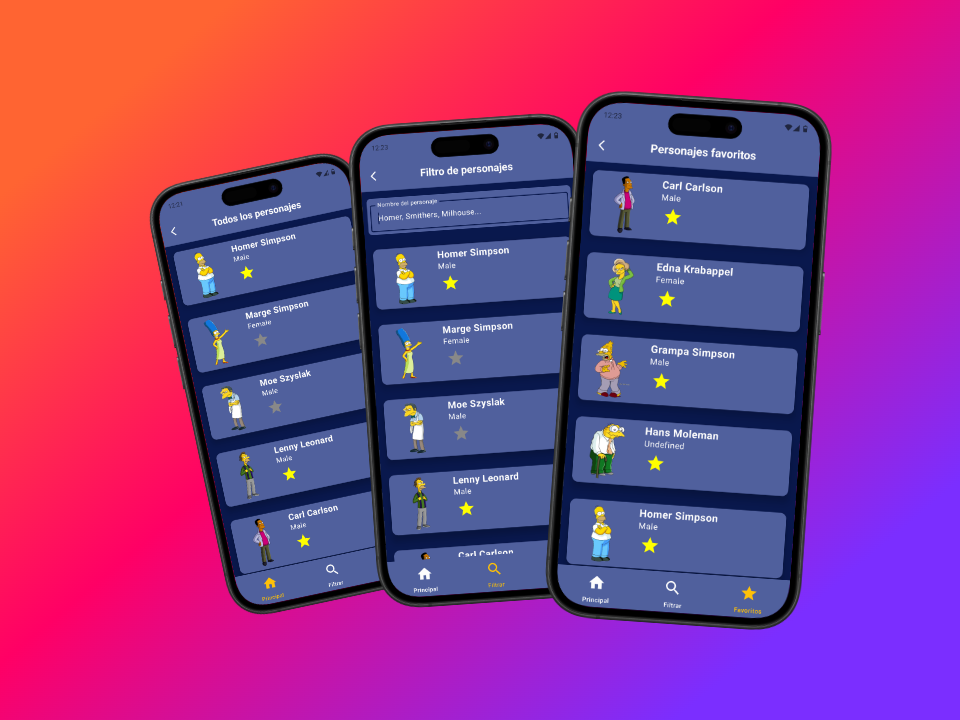 12:21
Todos los personajes
Homer Simpson
Male
Marge Simpson
Female
Moe Szyslak
Male
Lenny Leonard
Male
Carl Carlson
Male
Principal
Filtrar
12:23
Filtro de personajes
Nombre del personaje
Homer, Smithers, Milhouse...
Homer Simpson
Male
Marge Simpson
Female
Moe Szyslak
Male
Lenny Leonard
Male
Carl Carlson
Principal
Filtrar
12:23
Personajes favoritos
Carl Carlson
Male
Edna Krabappel
Female
Grampa Simpson
Male
Hans Moleman
Undefined
Homer Simpson
Male
Principal
Filtrar
Favoritos